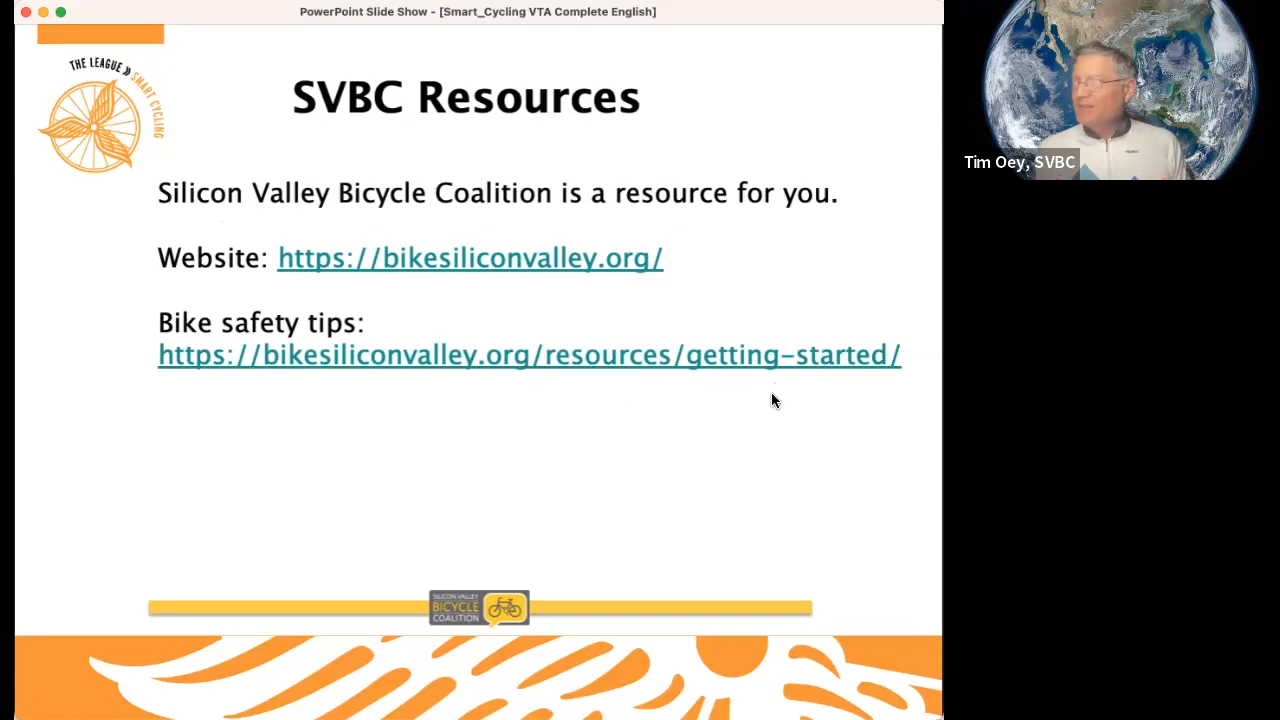 PowerPoint Slide Show - [Smart_Cycling VTA Complete English]
THE LEAGUE
SMART CYCLING
SVBC Resources
Silicon Valley Bicycle Coalition is a resource for you.
Website: https://bikesiliconvalley.org/
Bike safety tips:
https://bikesiliconvalley.org/resources/getting-started/
SILICON VALLEY
BICYCLE
COALITION
Tim Oey, SVBC